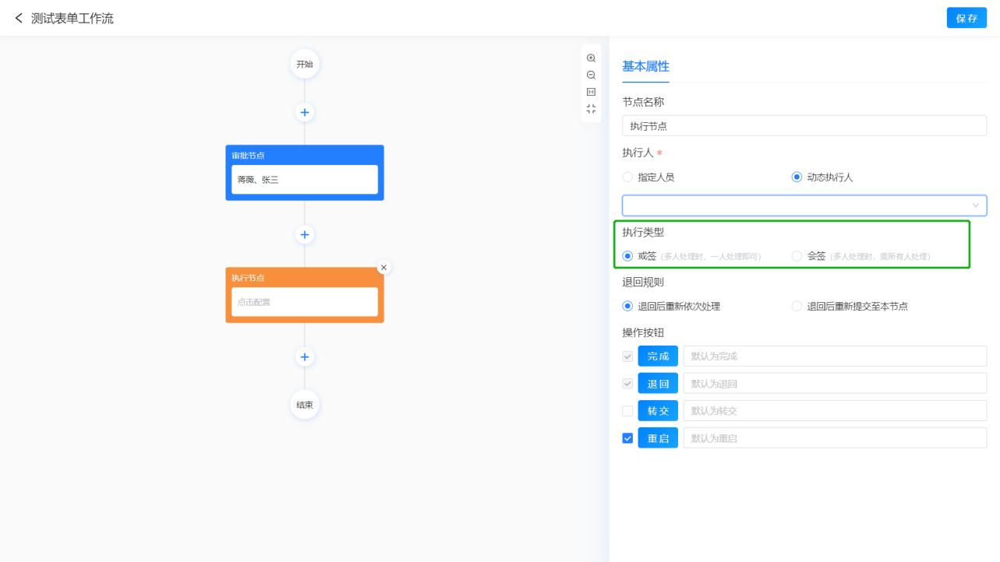 测试表单工作流
保存
开始
审批节点
蒋薇、张三
执行节点
点击配置
结束
基本属性
节点名称
执行节点
执行人 *
指定人员 动态执行人
执行类型
或签（多人处理时，一人处理即可） 会签（多人处理时，需所有人处理）
退回规则
退回后重新依次处理 退回后重新提交至本节点
操作按钮
完成 默认为完成
退回 默认为退回
转交 默认为转交
重启 默认为重启